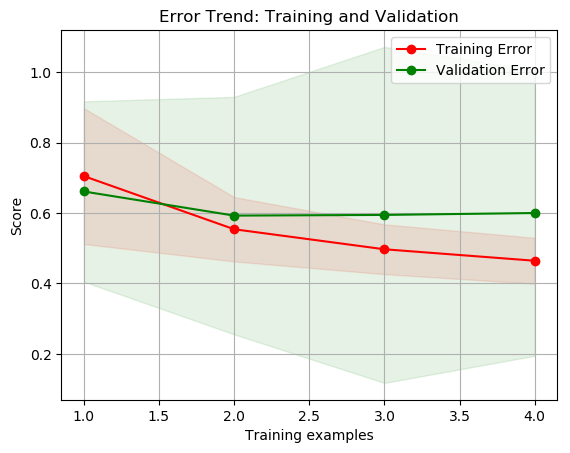 Error Trend: Training and Validation
Training Error
Validation Error
Score
1.0
0.8
0.6
0.4
0.2
1.0 1.5 2.0 2.5 3.0 3.5 4.0
Training examples